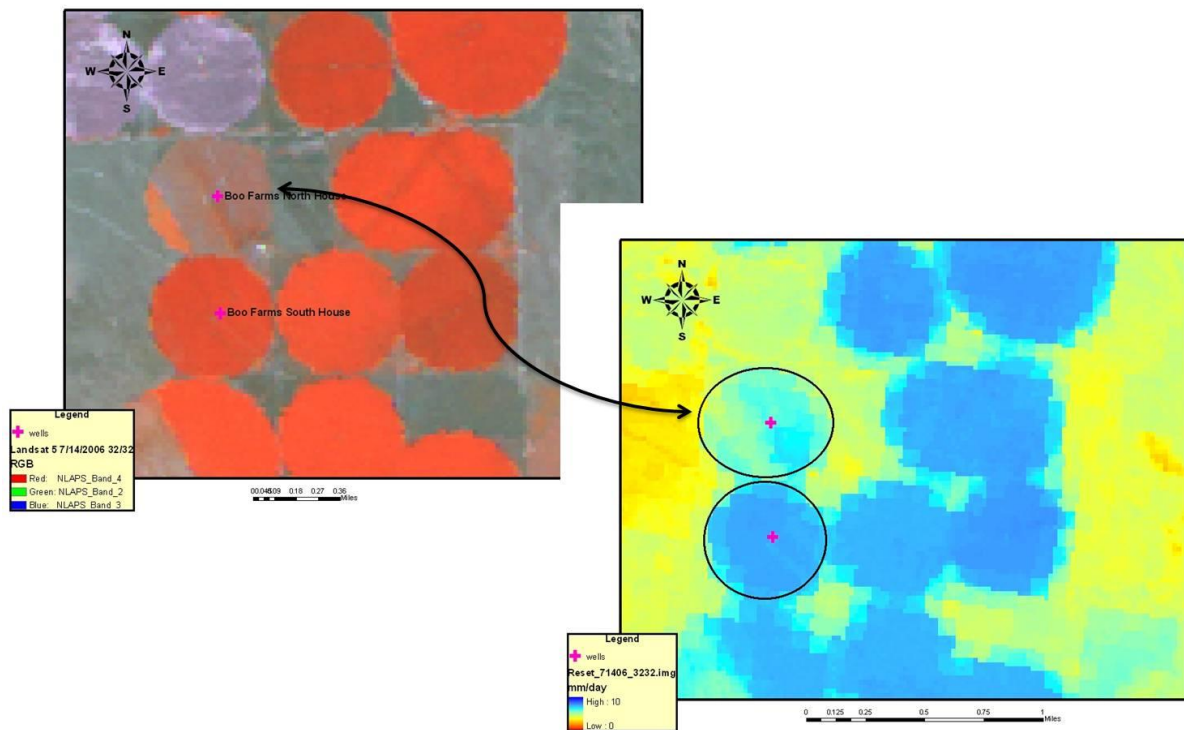 N
W E
S
Boo Farms North House
Boo Farms South House
Legend
wells
Landsat 5 7/14/2006 32/32
RGB
Red: NLAPS_Band_4
Green: NLAPS_Band_2
Blue: NLAPS_Band_3
0.18 0.27 0.36
Miles
N
W E
S
Legend
wells
Reset_71406_3232.img
mm/day
High : 10
Low : 0
0 0.125 0.25 0.5 0.75 1
Miles